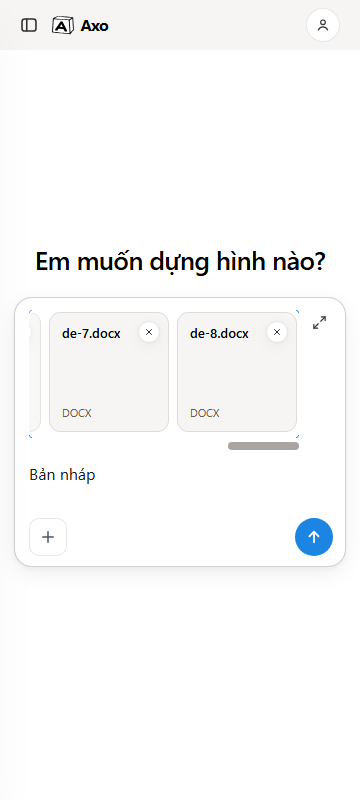 Axo
Em muốn dựng hình nào?
de-7.docx
DOCX
de-8.docx
DOCX
Bản nháp